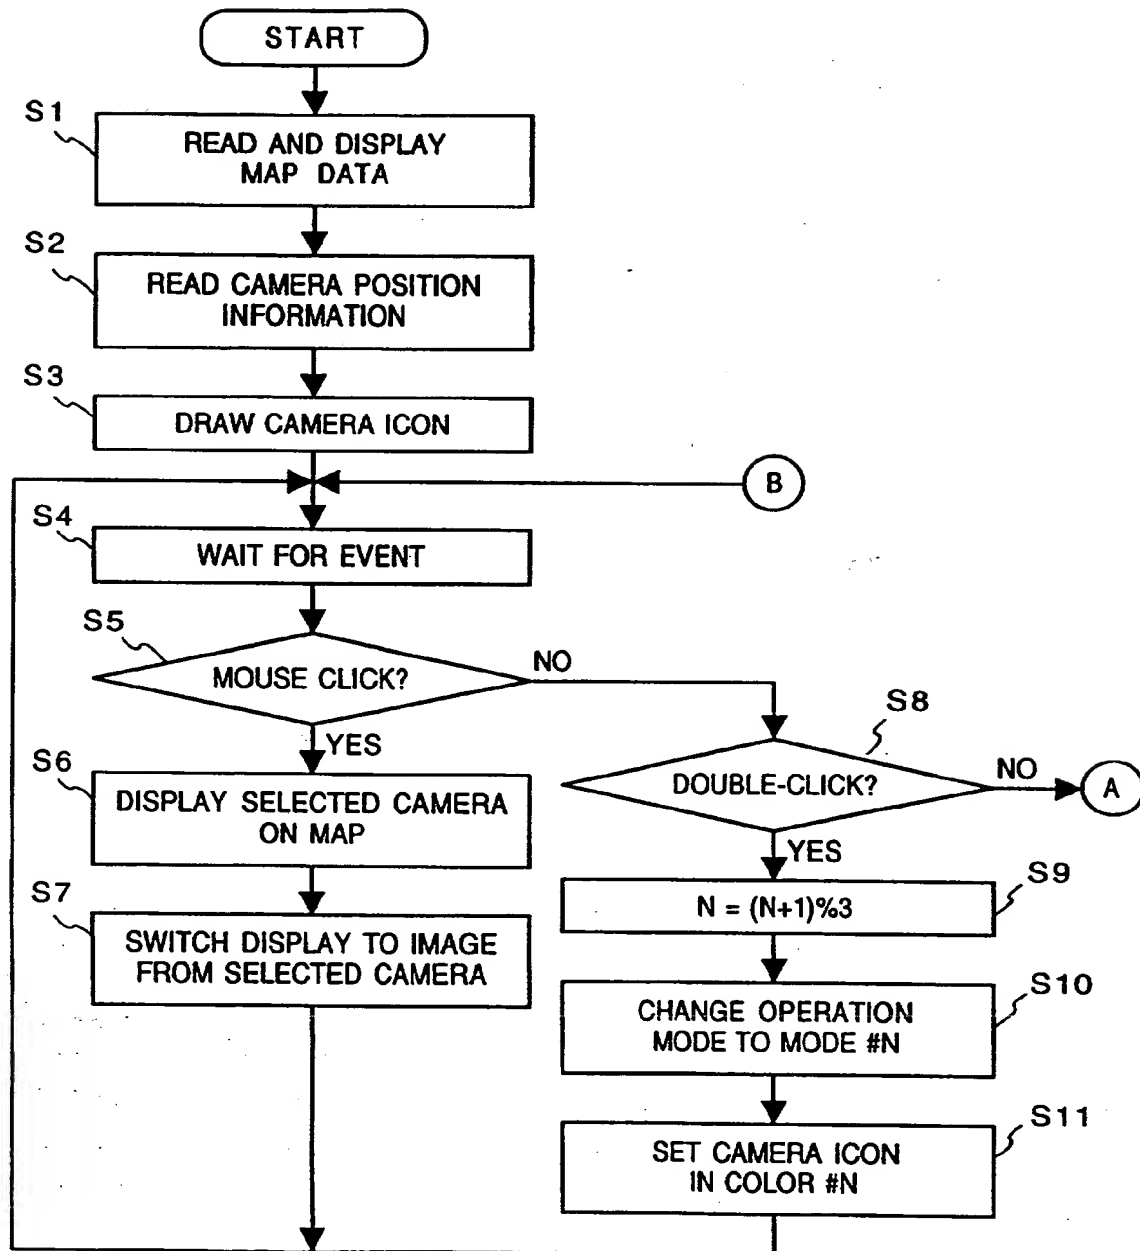 START
S1
READ AND DISPLAY
MAP DATA
S2
READ CAMERA POSITION
INFORMATION
S3
DRAW CAMERA ICON
B
S4
WAIT FOR EVENT
S5
MOUSE CLICK?
NO
YES
S6
DISPLAY SELECTED CAMERA
ON MAP
S7
SWITCH DISPLAY TO IMAGE
FROM SELECTED CAMERA
S8
DOUBLE-CLICK?
NO
A
YES
S9
N = (N+1)%3
S10
CHANGE OPERATION
MODE TO MODE #N
S11
SET CAMERA ICON
IN COLOR #N